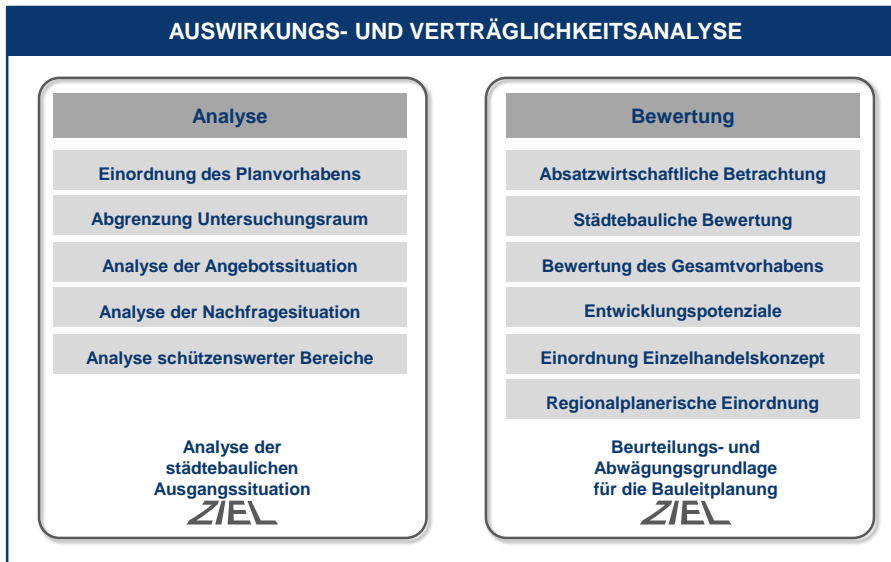 AUSWIRKUNGS- UND VERTRÄGLICHKEITSANALYSE
Analyse
Einordnung des Planvorhabens
Abgrenzung Untersuchungsraum
Analyse der Angebotssituation
Analyse der Nachfragesituation
Analyse schützenswerter Bereiche
Analyse der
städtebaulichen
Ausgangssituation
ZIEL
Bewertung
Absatzwirtschaftliche Betrachtung
Städtebauliche Bewertung
Bewertung des Gesamtvorhabens
Entwicklungspotenziale
Einordnung Einzelhandelskonzept
Regionalplanerische Einordnung
Beurteilungs- und
Abwägungsgrundlage
für die Bauleitplanung
ZIEL